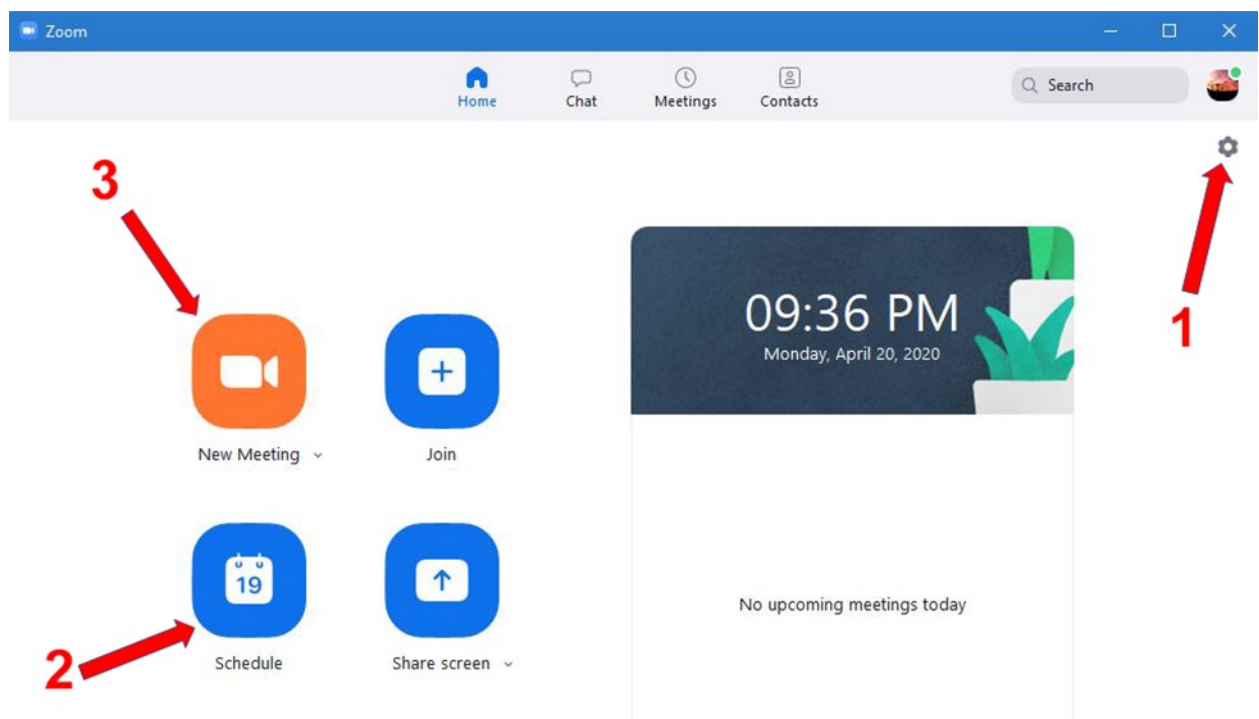 Zoom
Home Chat Meetings Contacts
Search
3
1
09:36 PM
Monday, April 20, 2020
New Meeting Join
19
2
Schedule Share screen
No upcoming meetings today